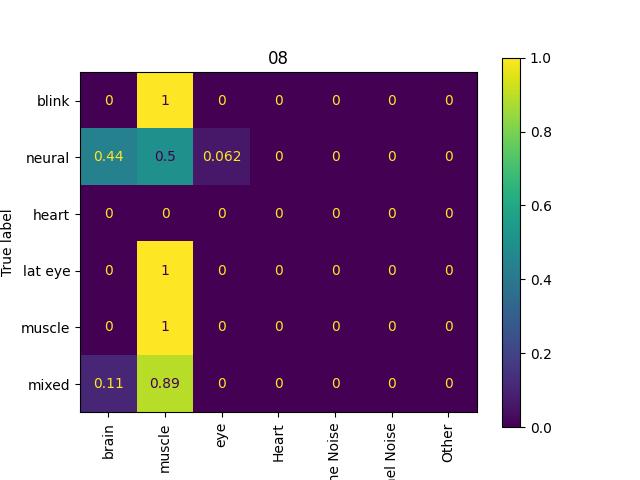 08
blink 0 1 0 0 0 0 0
neural 0.44 0.5 0.062 0 0 0 0
heart 0 0 0 0 0 0 0
lat eye 0 1 0 0 0 0 0
muscle 0 1 0 0 0 0 0
mixed 0.11 0.89 0 0 0 0 0
True label
brain
muscle
eye
Heart
Noise
Noise
Other
1.0
0.8
0.6
0.4
0.2
0.0